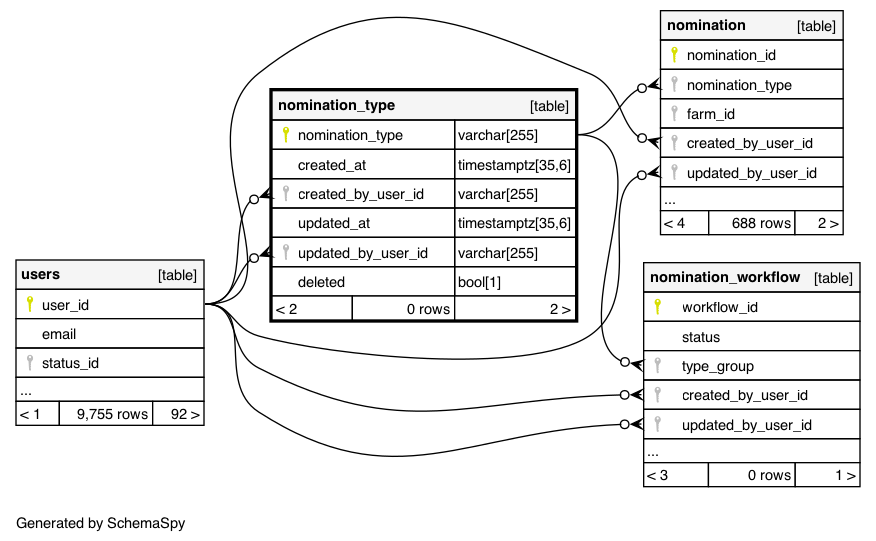 nomination [table]
nomination_id
nomination_type
farm_id
created_by_user_id
updated_by_user_id
...
< 4 688 rows 2 >
nomination_type [table]
nomination_type varchar[255]
created_at timestamptz[35,6]
created_by_user_id varchar[255]
updated_at timestamptz[35,6]
updated_by_user_id varchar[255]
deleted bool[1]
< 2 0 rows 2 >
users [table]
user_id
email
status_id
...
< 1 9,755 rows 92 >
nomination_workflow [table]
workflow_id
status
type_group
created_by_user_id
updated_by_user_id
...
< 3 0 rows 1 >
Generated by SchemaSpy